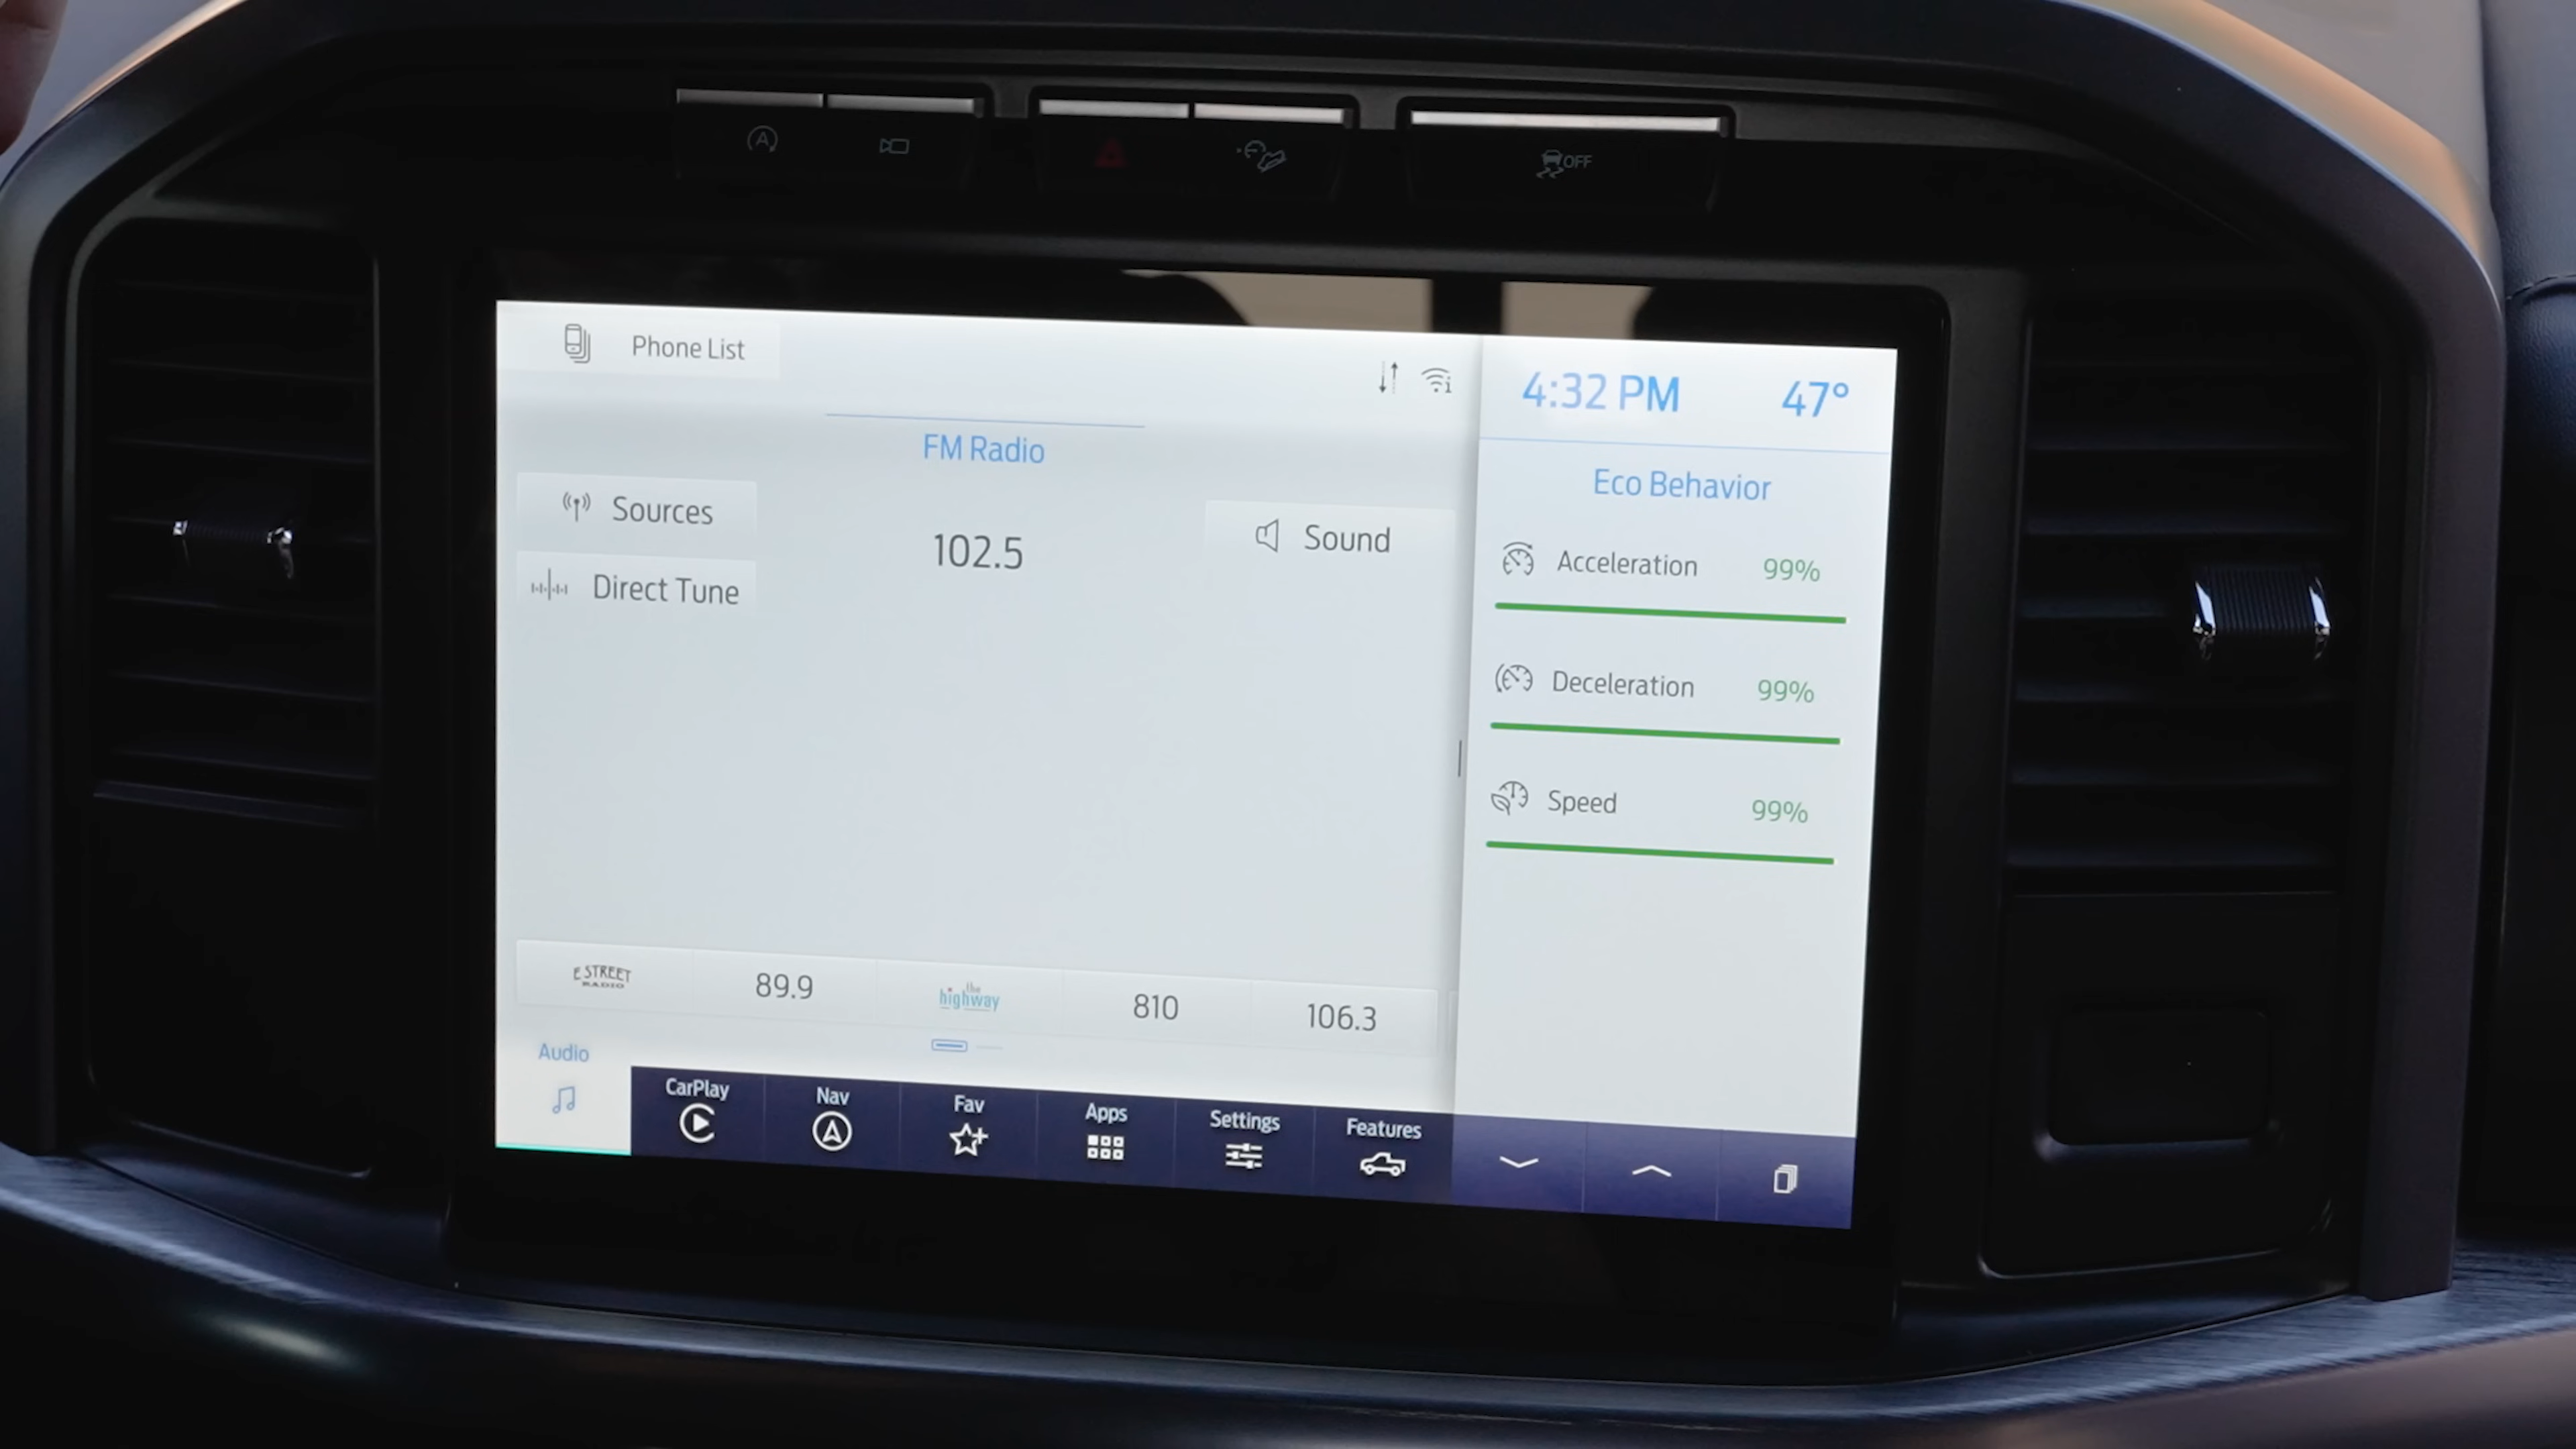 A
OFF
Phone List
4:32 PM 47°
FM Radio
Eco Behavior
Sources
102.5
Sound
Direct Tune
Acceleration 99%
Deceleration 99%
Speed 99%
E STREET
RADIO
89.9
the
highway
810
106.3
Audio
CarPlay
Nav
Fav
Apps
Settings
Features